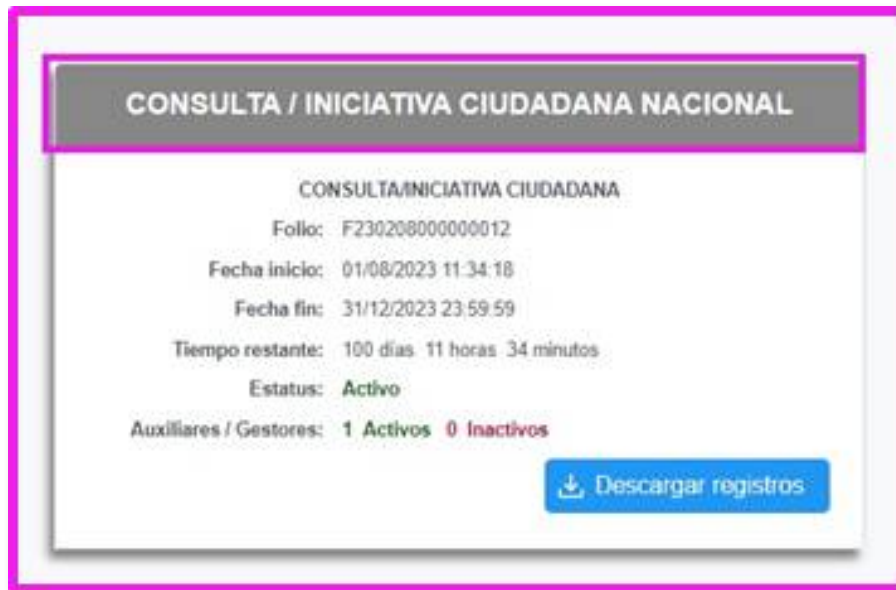 CONSULTA / INICIATIVA CIUDADANA NACIONAL
CONSULTA/INICIATIVA CIUDADANA
Folio: F230208000000012
Fecha inicio: 01/08/2023 11:34:18
Fecha fin: 31/12/2023 23:59:59
Tiempo restante: 100 días 11 horas 34 minutos
Estatus: Activo
Auxiliares / Gestores: 1 Activos 0 Inactivos
Descargar registros